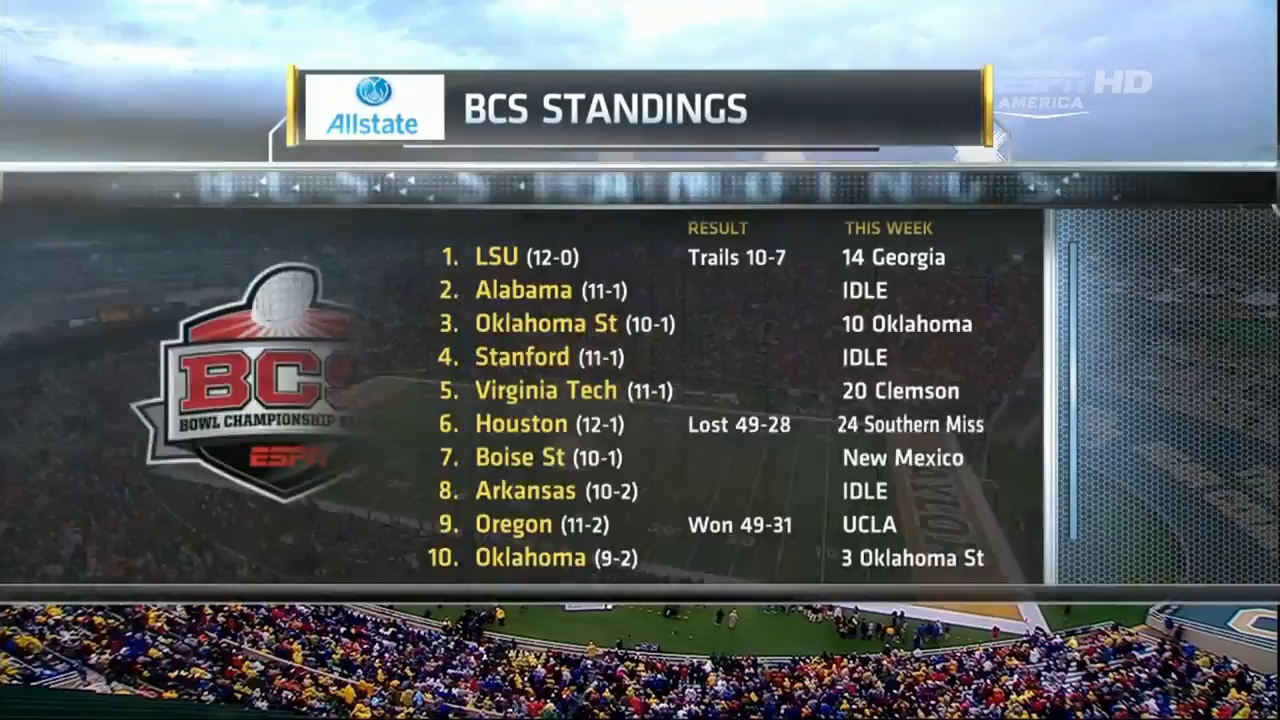 ESPN HD
AMERICA
Allstate
BCS STANDINGS
RESULT THIS WEEK
1. LSU (12-0) Trails 10-7 14 Georgia
2. Alabama (11-1) IDLE
3. Oklahoma St (10-1) 10 Oklahoma
4. Stanford (11-1) IDLE
5. Virginia Tech (11-1) 20 Clemson
6. Houston (12-1) Lost 49-28 24 Southern Miss
7. Boise St (10-1) New Mexico
8. Arkansas (10-2) IDLE
9. Oregon (11-2) Won 49-31 UCLA
10. Oklahoma (9-2) 3 Oklahoma St
BCS
BOWL CHAMPIONSHIP
ESPN